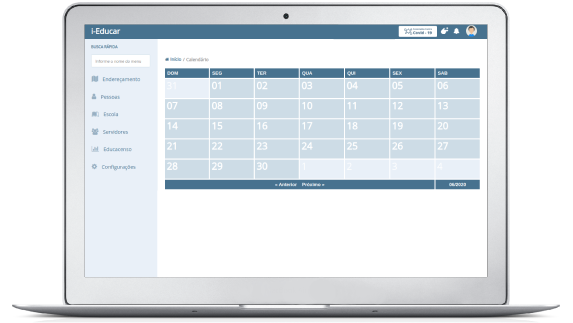 i-Educar
Covid - 19
BUSCA RÁPIDA
Informe o nome do menu
Início / Calendário
Endereçamento
Pessoas
Escola
Servidores
Educacenso
Configurações
DOM SEG TER QUA QUI SEX SAB
31 01 02 03 04 05 06
07 08 09 10 11 12 13
14 15 16 17 18 19 20
21 22 23 24 25 26 27
28 29 30 1 2 3 4
« Anterior Próximo » 06/2020